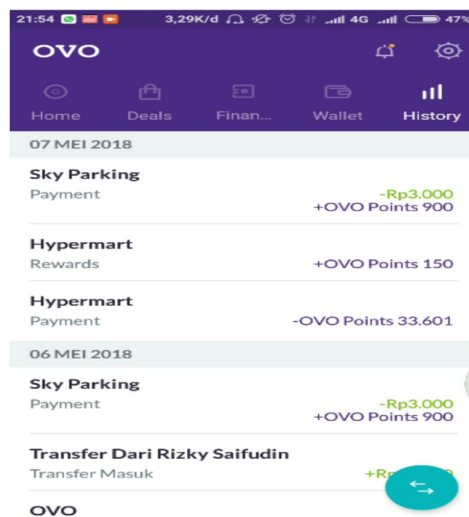 21:54 3,29K/d 4G 47%
OVO
Home Deals Finan... Wallet History
07 MEI 2018
Sky Parking
Payment -Rp3.000
+OVO Points 900
Hypermart
Rewards +OVO Points 150
Hypermart
Payment -OVO Points 33.601
06 MEI 2018
Sky Parking
Payment -Rp3.000
+OVO Points 900
Transfer Dari Rizky Saifudin
Transfer Masuk
OVO